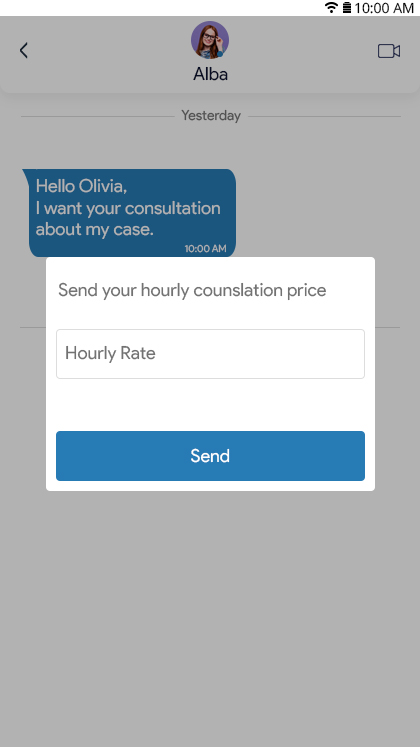 10:00 AM
Alba
Yesterday
Hello Olivia,
I want your consultation
about my case.
10:00 AM
Send your hourly counslation price
Hourly Rate
Send